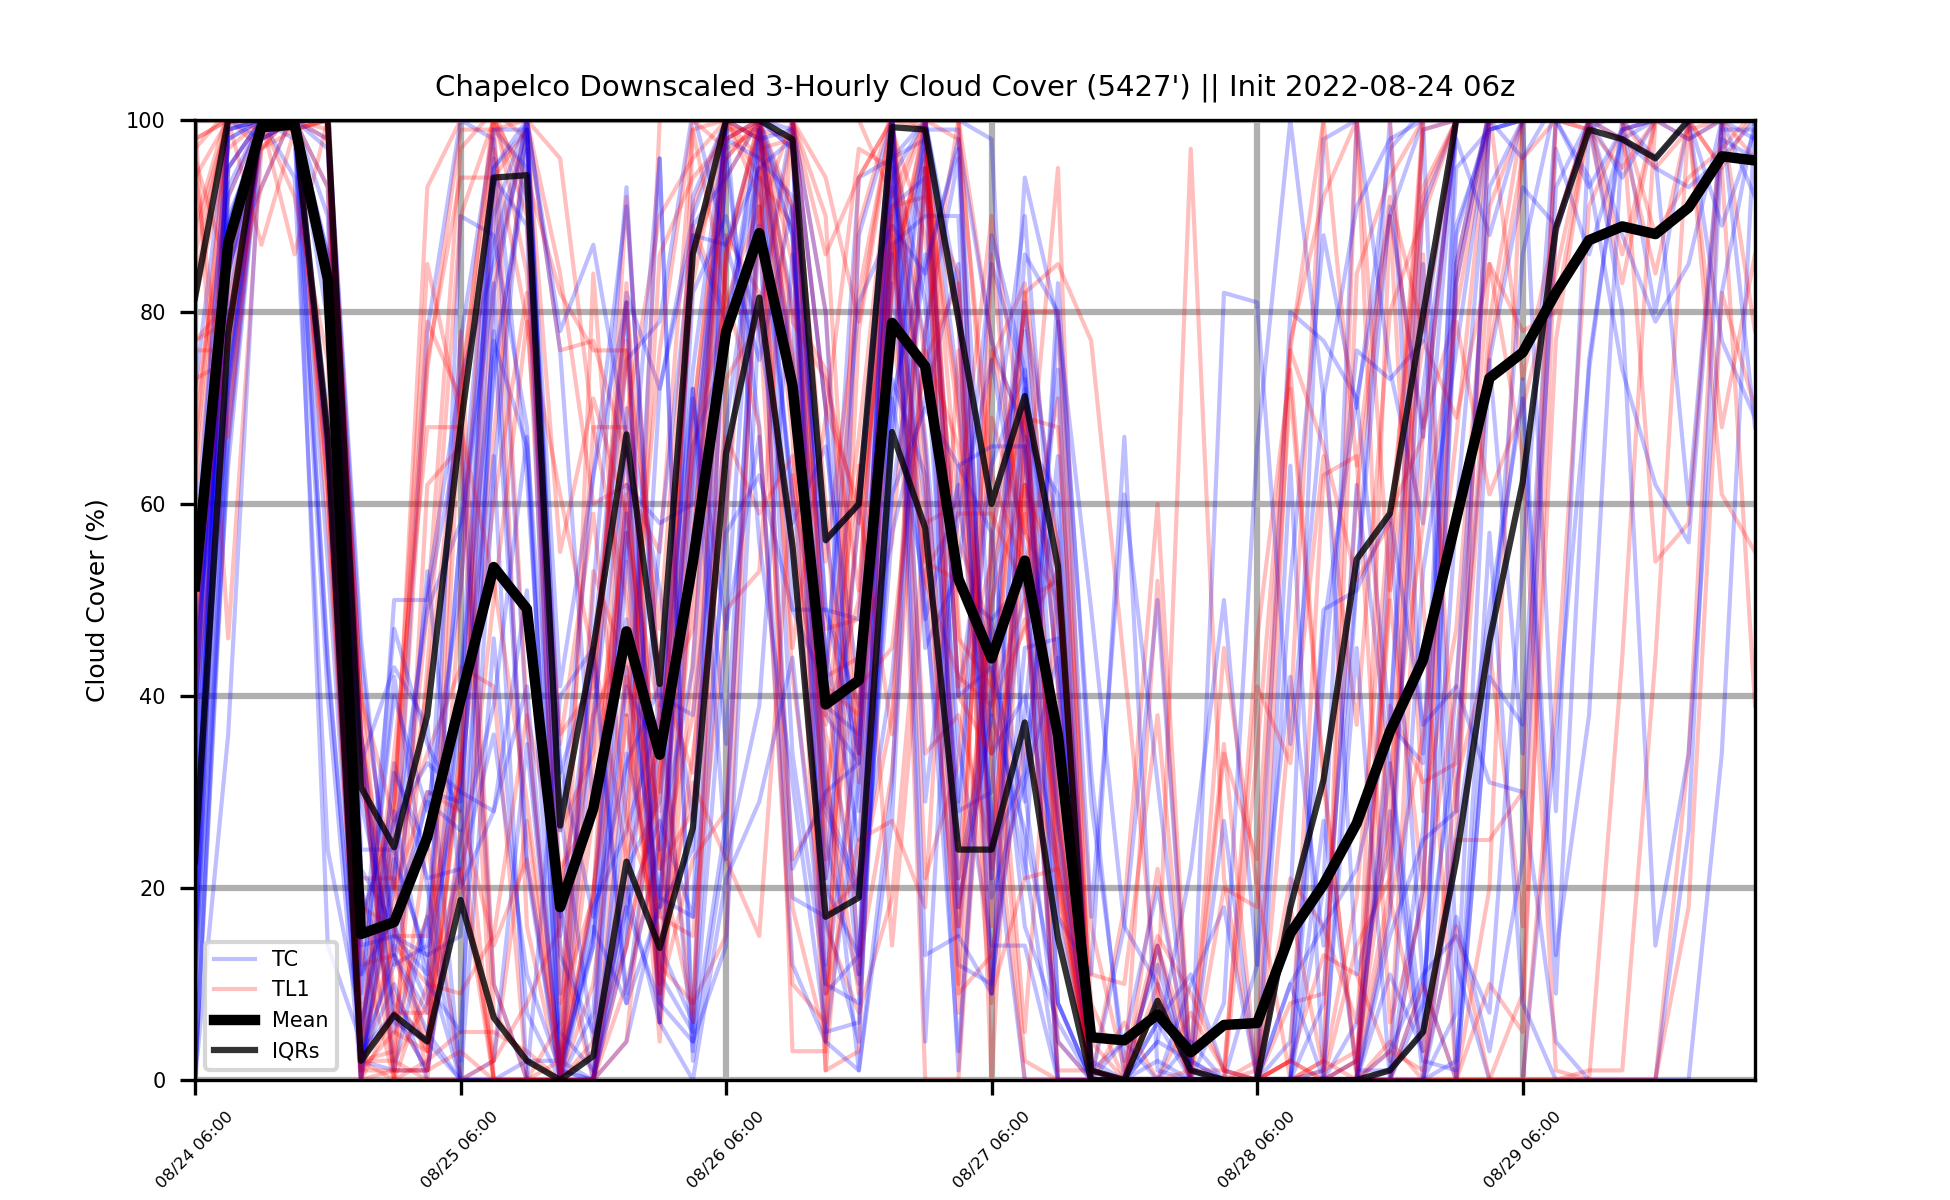 Chapelco Downscaled 3-Hourly Cloud Cover (5427') || Init 2022-08-24 06z
Cloud Cover (%)
100
80
60
40
20
0
TC
TL1
Mean
IQRs
08/24 06:00
08/25 06:00
08/26 06:00
08/27 06:00
08/28 06:00
08/29 06:00